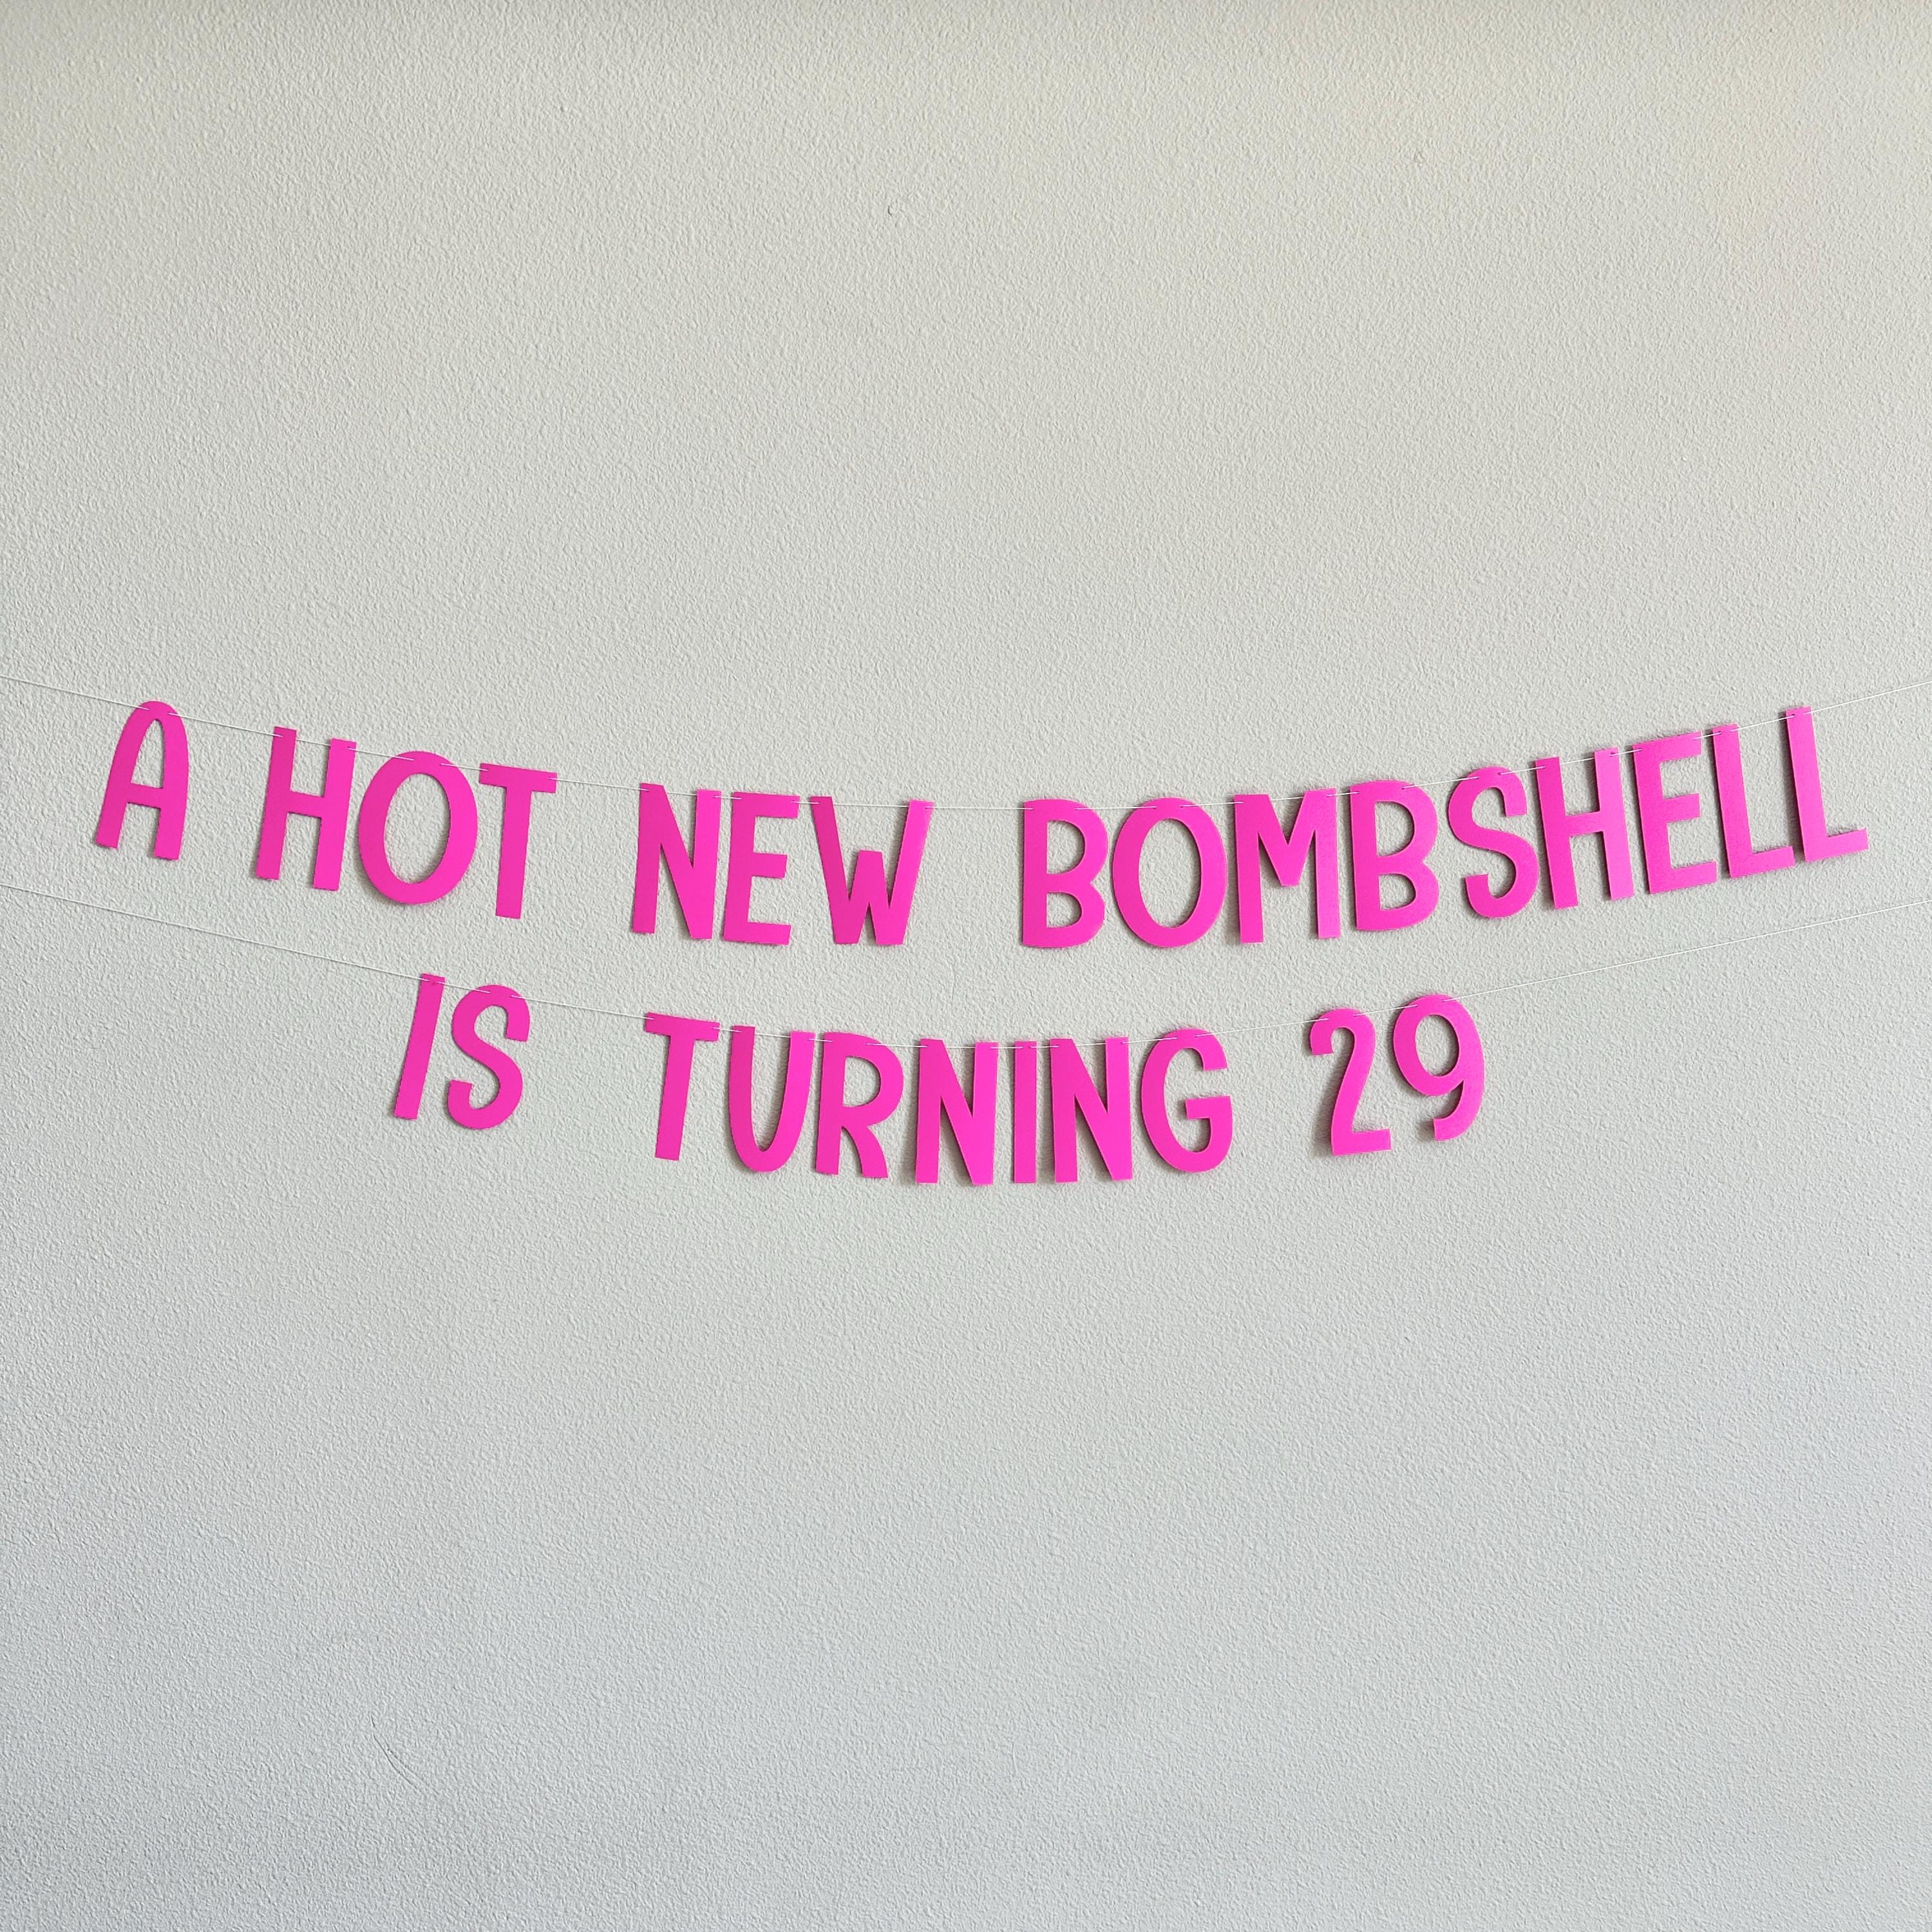 A HOT NEW BOMBSHELL
IS TURNING 29